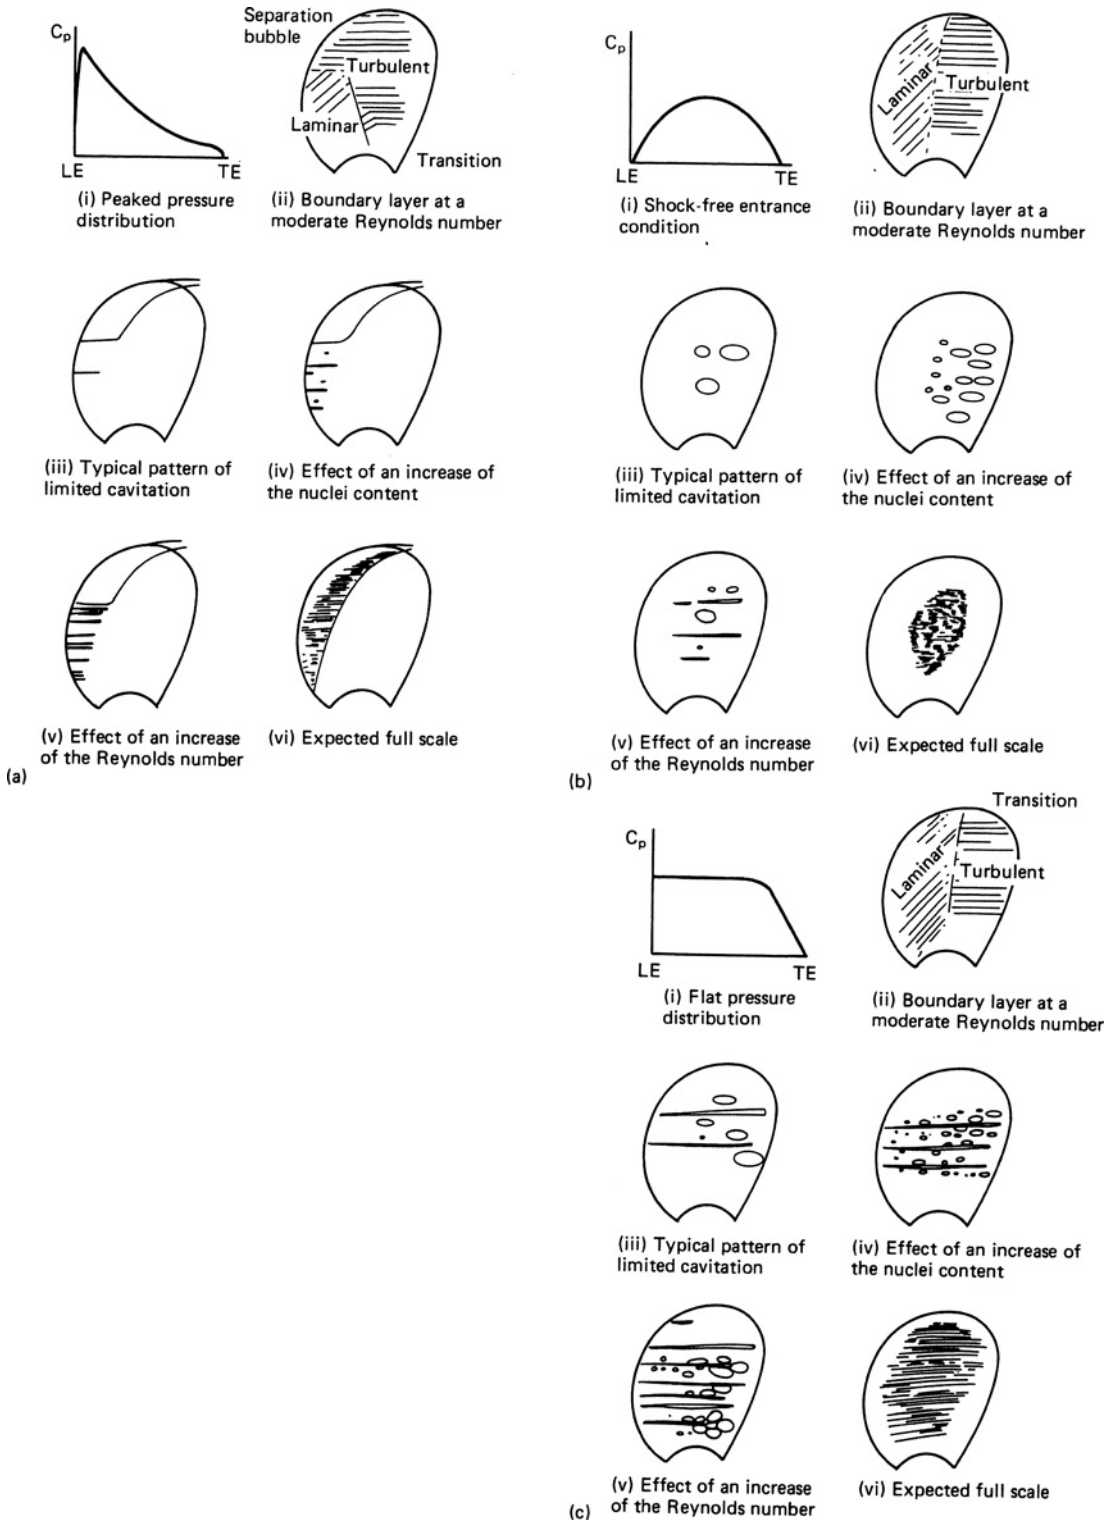 Cp
LE
TE
(i) Peaked pressure
distribution
Separation
bubble
Turbulent
Laminar
Transition
(ii) Boundary layer at a
moderate Reynolds number
(iii) Typical pattern of
limited cavitation
(iv) Effect of an increase of
the nuclei content
(v) Effect of an increase
of the Reynolds number
(vi) Expected full scale
(a)
Cp
LE
TE
(i) Shock-free entrance
condition
Laminar
Turbulent
(ii) Boundary layer at a
moderate Reynolds number
(iii) Typical pattern of
limited cavitation
(iv) Effect of an increase of
the nuclei content
(v) Effect of an increase
of the Reynolds number
(vi) Expected full scale
(b)
Cp
LE
TE
(i) Flat pressure
distribution
Transition
Laminar
Turbulent
(ii) Boundary layer at a
moderate Reynolds number
(iii) Typical pattern of
limited cavitation
(iv) Effect of an increase of
the nuclei content
(v) Effect of an increase
of the Reynolds number
(vi) Expected full scale
(c)